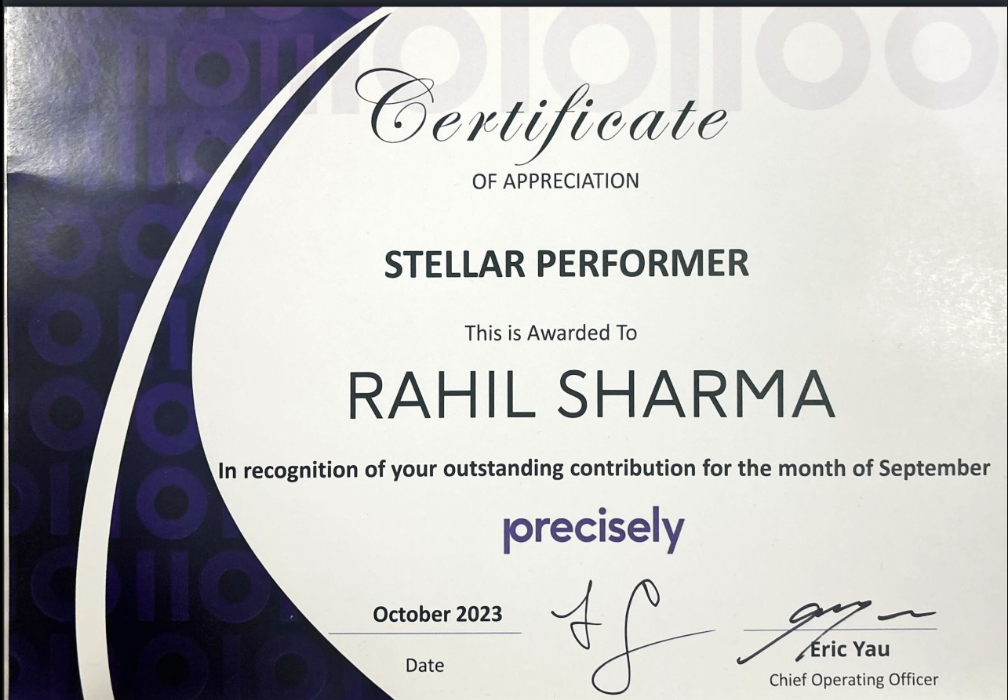 Certificate
OF APPRECIATION
STELLAR PERFORMER
This is Awarded To
RAHIL SHARMA
In recognition of your outstanding contribution for the month of September
precisely
October 2023
Date
Eric Yau
Chief Operating Officer